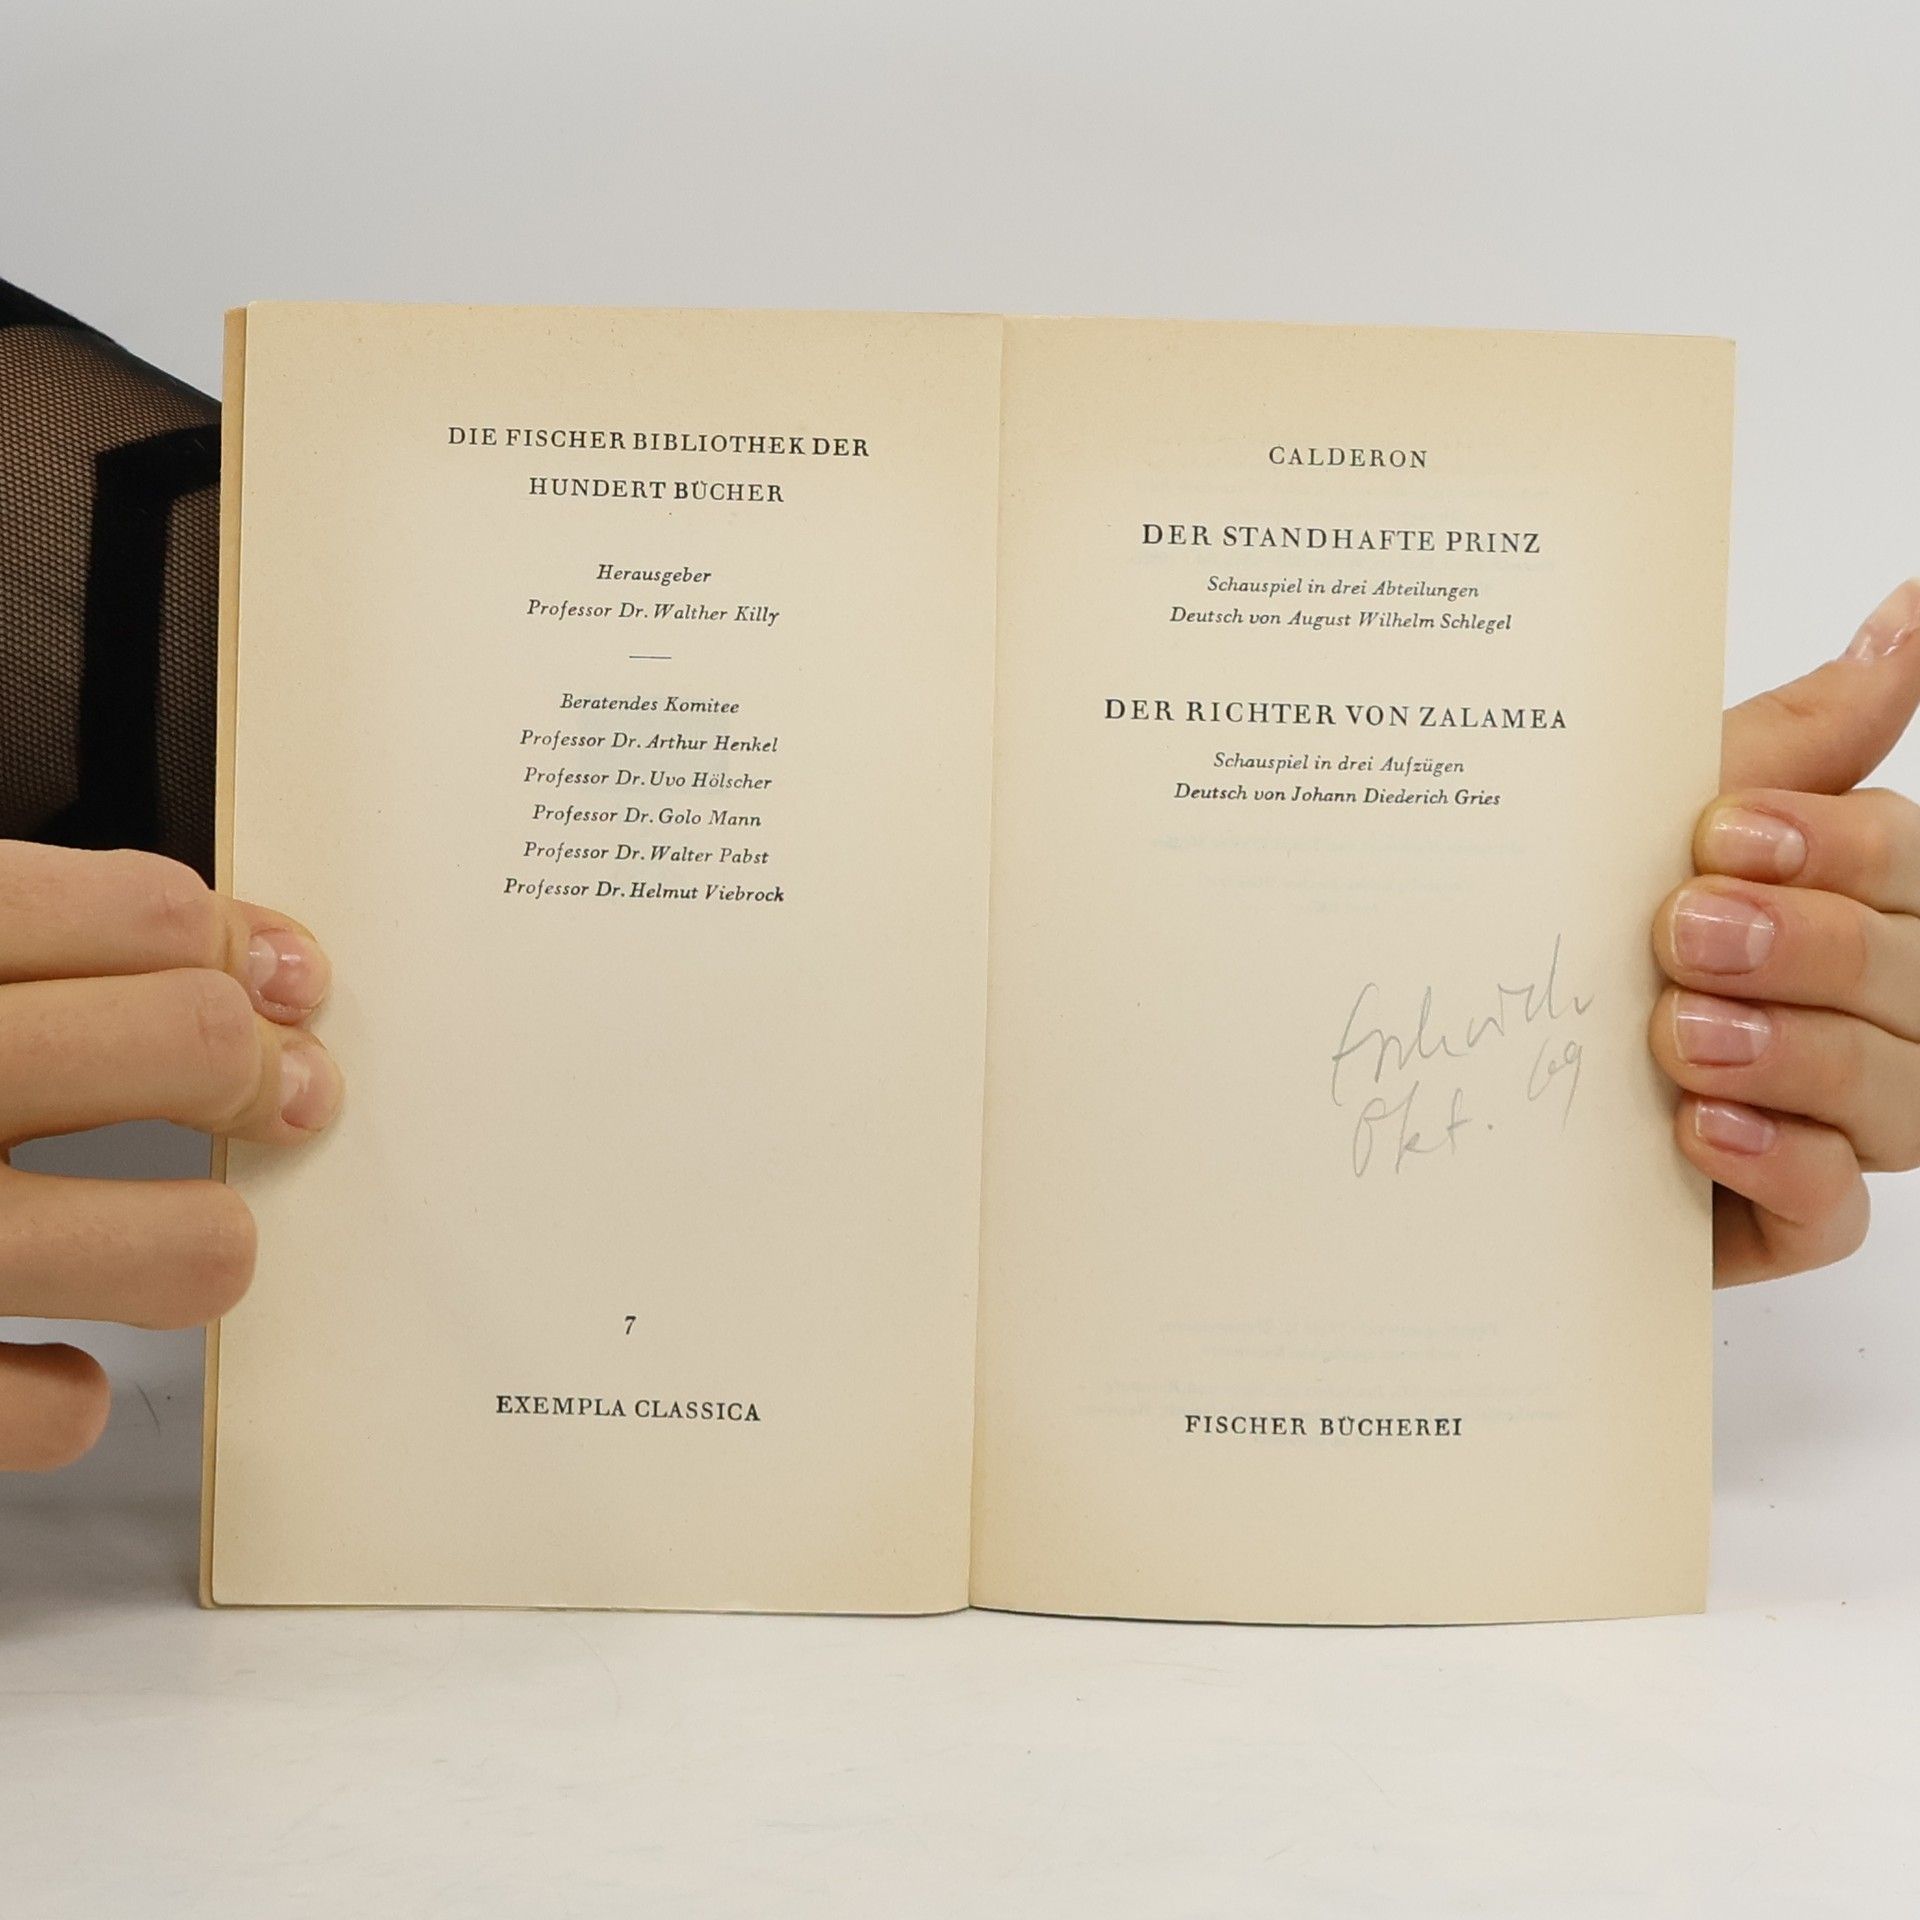 DIE FISCHER BIBLIOTHEK DER
HUNDERT BÜCHER
Herausgeber
Professor Dr. Walther Killy
Beratendes Komitee
Professor Dr. Arthur Henkel
Professor Dr. Uvo Hölscher
Professor Dr. Golo Mann
Professor Dr. Walter Pabst
Professor Dr. Helmut Viebrock
7
EXEMPLA CLASSICA
CALDERON
DER STANDHAFTE PRINZ
Schauspiel in drei Abteilungen
Deutsch von August Wilhelm Schlegel
DER RICHTER VON ZALAMEA
Schauspiel in drei Aufzügen
Deutsch von Johann Diederich Gries
Okt. 69
FISCHER BÜCHEREI